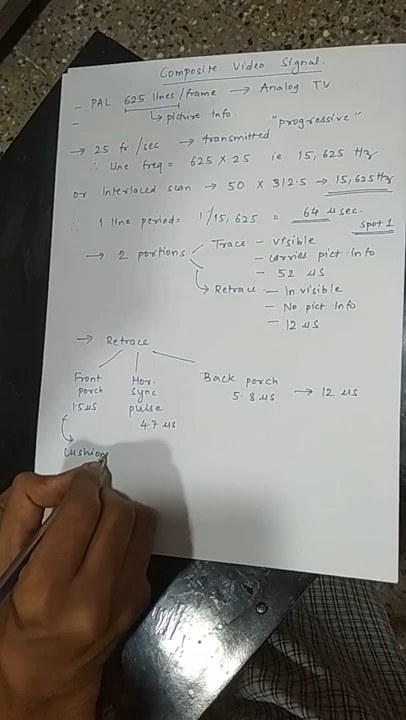 Composite Video Signal.
- PAL 625 lines/frame → Analog TV
- ↳ picture Info.
→ 25 fr/sec → transmitted "progressive"
∴ Line freq = 625 x 25 ie 15,625 Hz
or Interlaced scan → 50 x 312.5 → 15,625 Hz
∴ 1 line period = 1/15,625 = 64 μsec.
spot 1
→ 2 portions Trace - visible
- carries pict info
- 52 μs
Retrace - Invisible
- No pict Info
- 12 μs
→ Retrace
Front porch 1.5μs
Hor. sync pulse 4.7 μs
Back porch 5.8 μs → 12 μs
Cushion